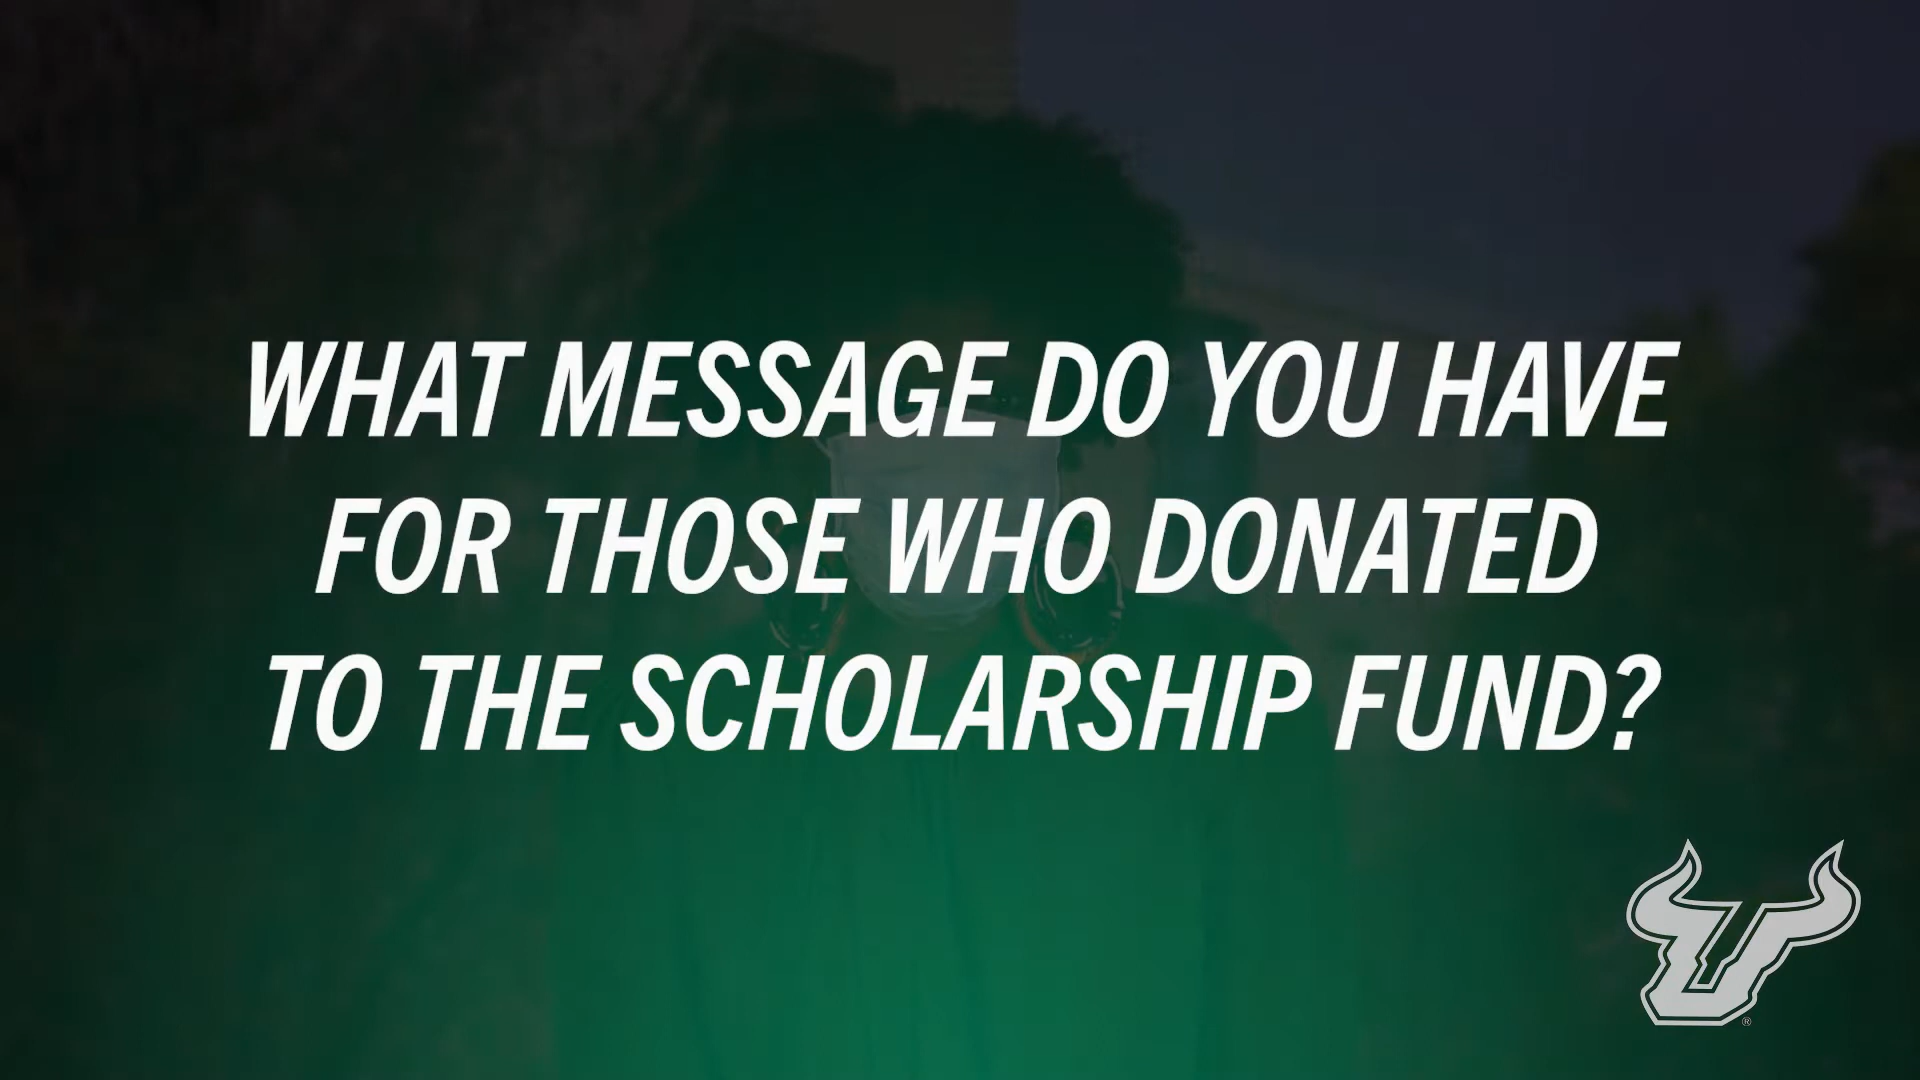 WHAT MESSAGE DO YOU HAVE
FOR THOSE WHO DONATED
TO THE SCHOLARSHIP FUND?